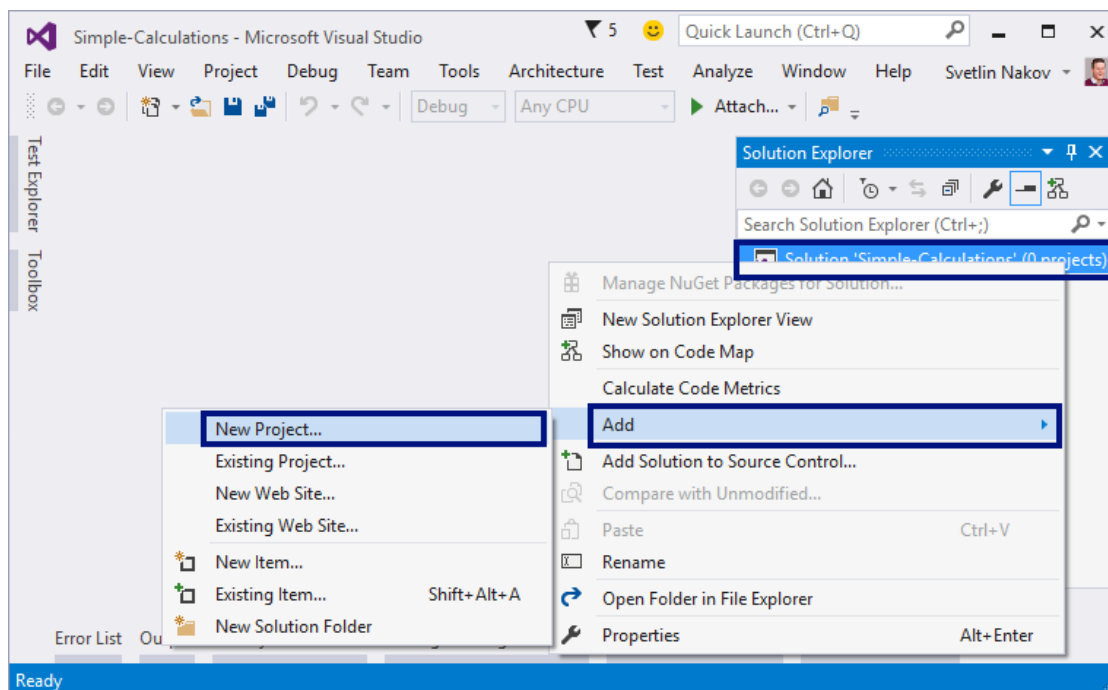 Simple-Calculations - Microsoft Visual Studio 5 Quick Launch (Ctrl+Q)
File Edit View Project Debug Team Tools Architecture Test Analyze Window Help Svetlin Nakov
Debug Any CPU Attach...
Test Explorer
Toolbox
Solution Explorer
Search Solution Explorer (Ctrl+;)
Solution 'Simple-Calculations' (0 projects)
Manage NuGet Packages for Solution...
New Solution Explorer View
Show on Code Map
Calculate Code Metrics
Add
Add Solution to Source Control...
Compare with Unmodified...
Paste Ctrl+V
Rename
Open Folder in File Explorer
Properties Alt+Enter
New Project...
Existing Project...
New Web Site...
Existing Web Site...
New Item...
Existing Item... Shift+Alt+A
New Solution Folder
Error List Ou
Ready